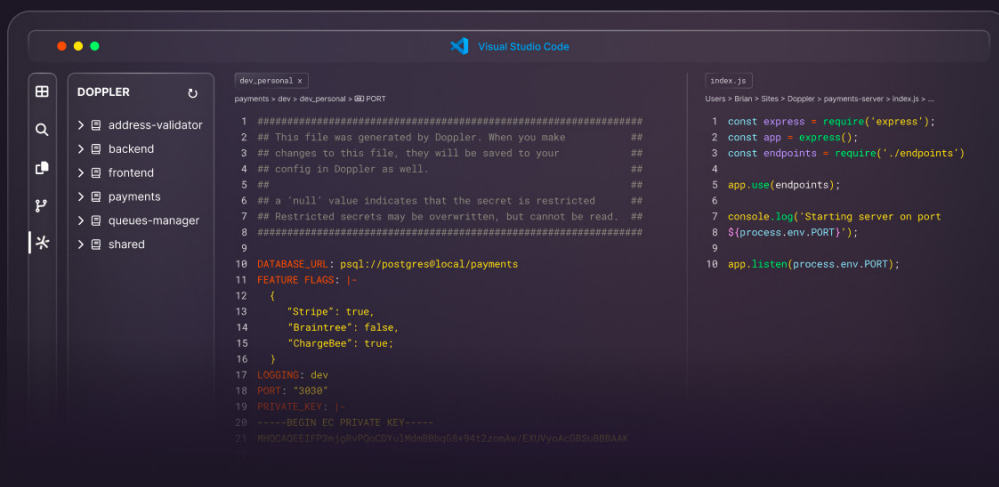 Visual Studio Code
DOPPLER
address-validator
backend
frontend
payments
queues-manager
shared
dev_personal x
payments > dev > dev_personal > PORT
1 ################################################################
2 ## This file was generated by Doppler. When you make ##
3 ## changes to this file, they will be saved to your ##
4 ## config in Doppler as well. ##
5 ## ##
6 ## a 'null' value indicates that the secret is restricted ##
7 ## Restricted secrets may be overwritten, but cannot be read. ##
8 ################################################################
9
10 DATABASE_URL: psql://postgres@local/payments
11 FEATURE FLAGS: |-
12 {
13 "Stripe": true,
14 "Braintree": false,
15 "ChargeBee": true;
16 }
17 LOGGING: dev
18 PORT: "3030"
19 PRIVATE_KEY: |-
20 -----BEGIN EC PRIVATE KEY-----
21
index.js
Users > Brian > Sites > Doppler > payments-server > index.js > ...
1 const express = require('express');
2 const app = express();
3 const endpoints = require('./endpoints')
4
5 app.use(endpoints);
6
7 console.log('Starting server on port
8 ${process.env.PORT}');
9
10 app.listen(process.env.PORT);